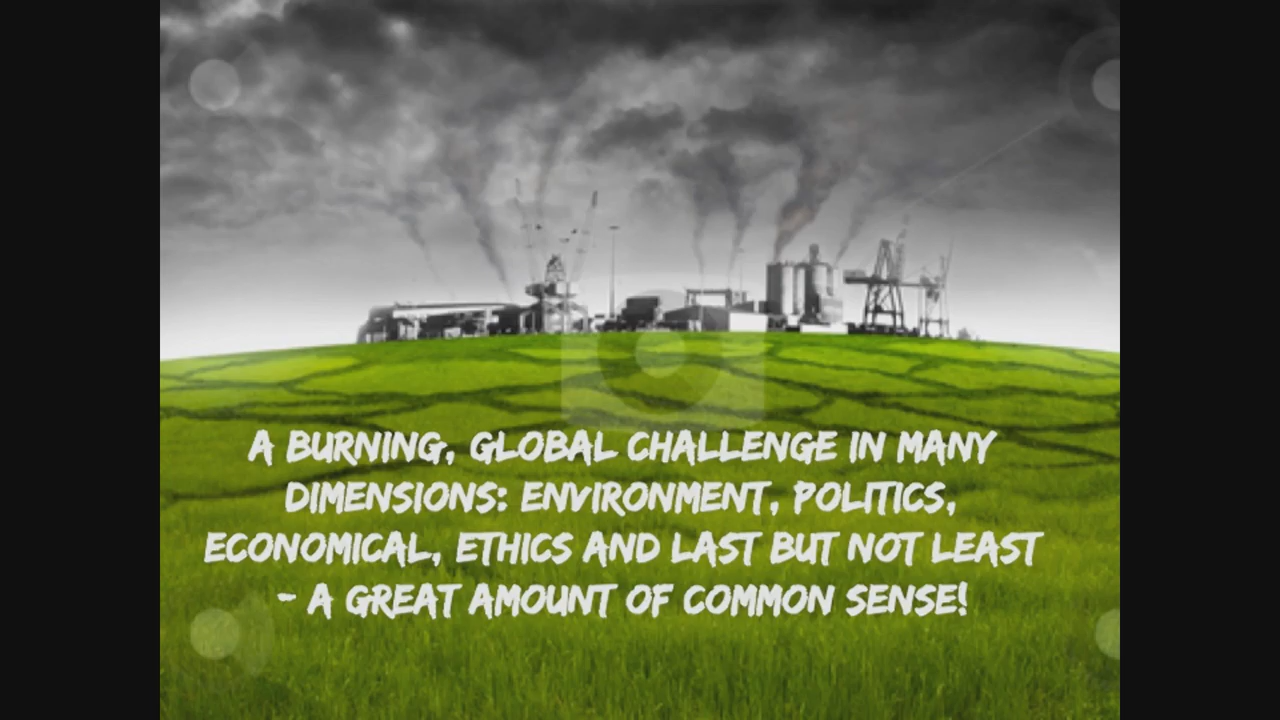 A BURNING, GLOBAL CHALLENGE IN MANY
DIMENSIONS: ENVIRONMENT, POLITICS,
ECONOMICAL, ETHICS AND LAST BUT NOT LEAST
- A GREAT AMOUNT OF COMMON SENSE!